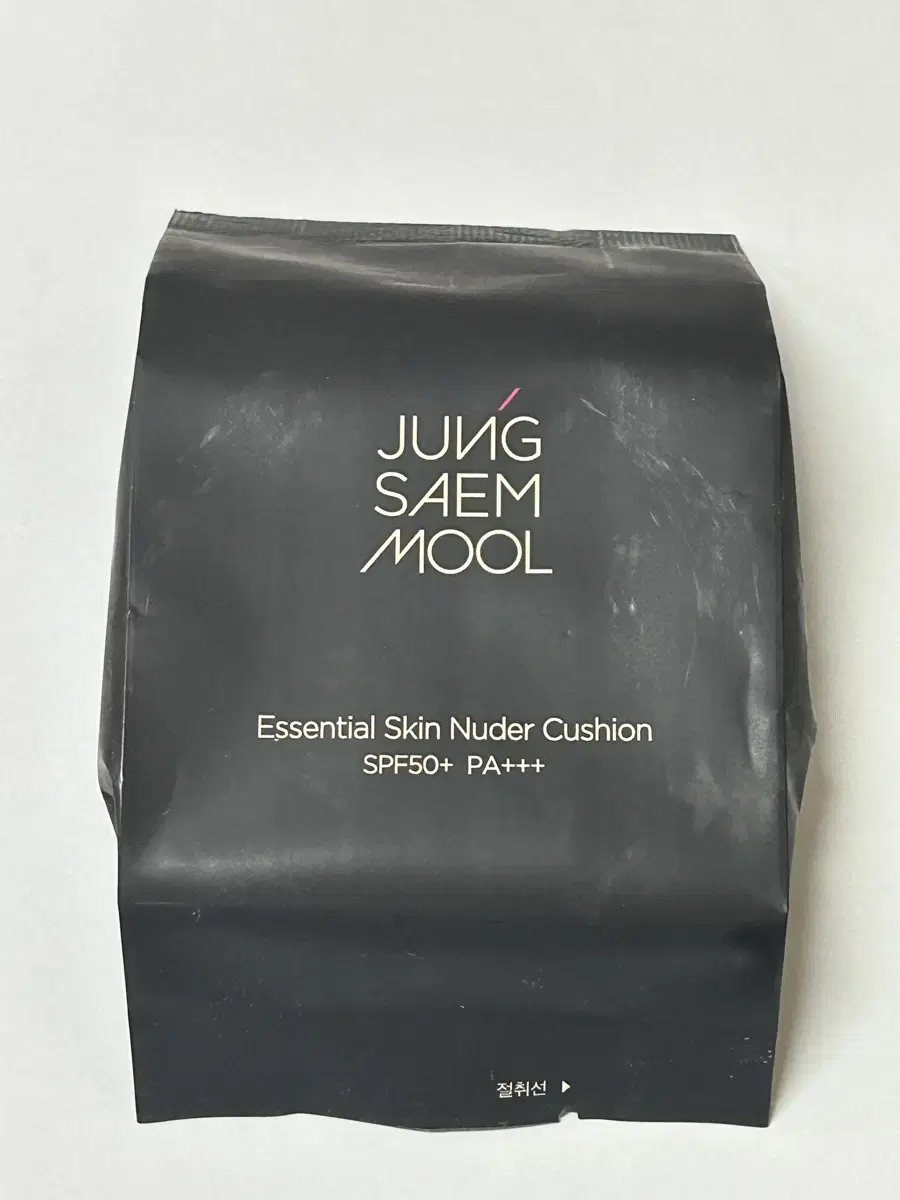 JUNG
SAEM
MOOL
Essential Skin Nuder Cushion
SPF50+ PA+++
절취선 ▶